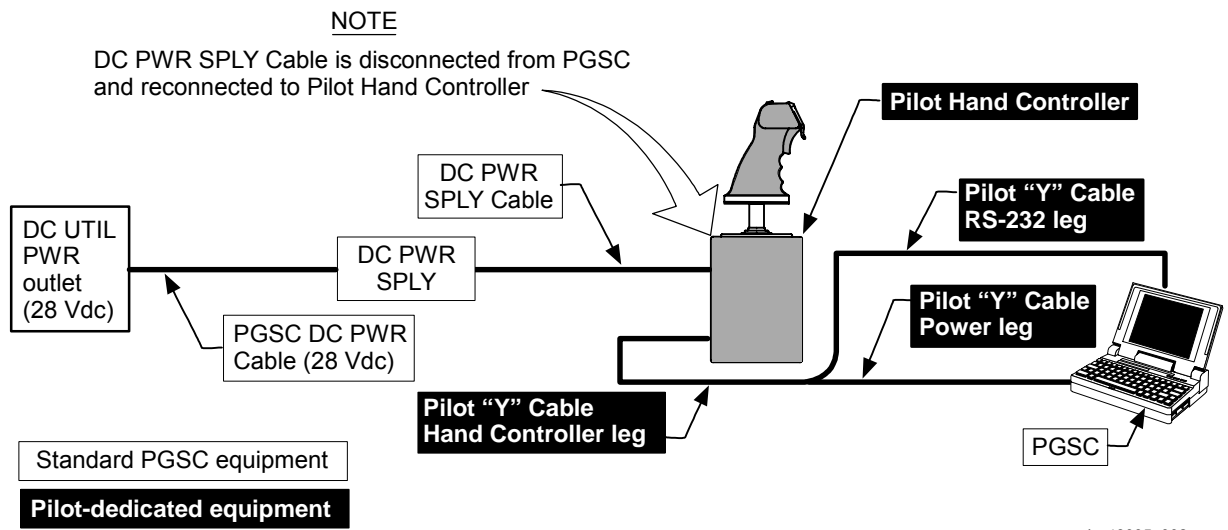 NOTE
DC PWR SPLY Cable is disconnected from PGSC
and reconnected to Pilot Hand Controller
Pilot Hand Controller
DC PWR
SPLY Cable
Pilot “Y” Cable
RS-232 leg
DC UTIL
PWR
outlet
(28 Vdc)
DC PWR
SPLY
PGSC DC PWR
Cable (28 Vdc)
Pilot “Y” Cable
Power leg
Pilot “Y” Cable
Hand Controller leg
PGSC
Standard PGSC equipment
Pilot-dedicated equipment